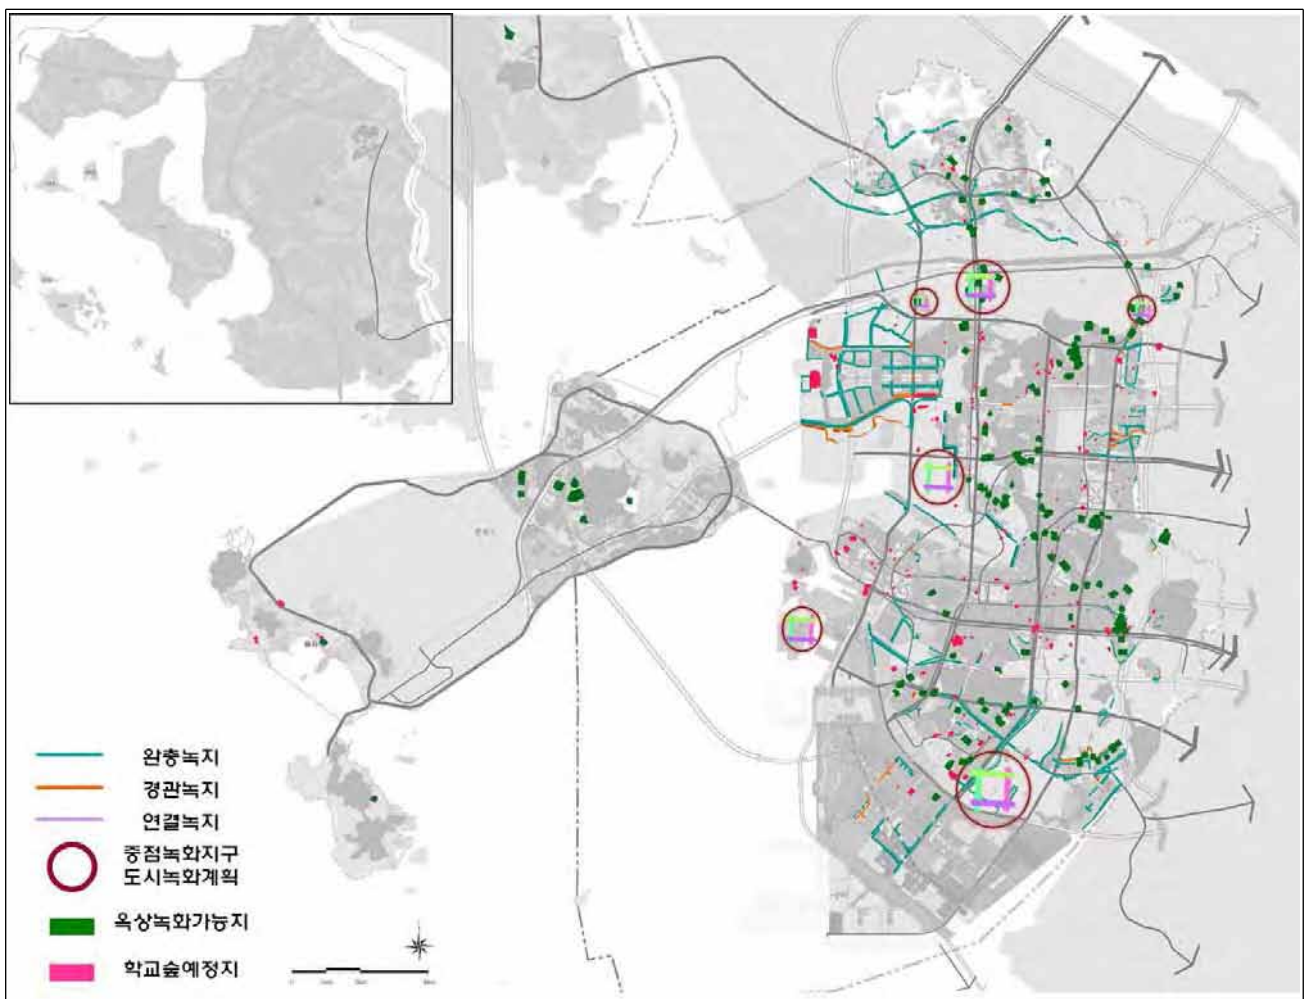 완충녹지
경관녹지
연결녹지
중점녹화지구
도시녹화계획
옥상녹화가능지
학교숲예정지